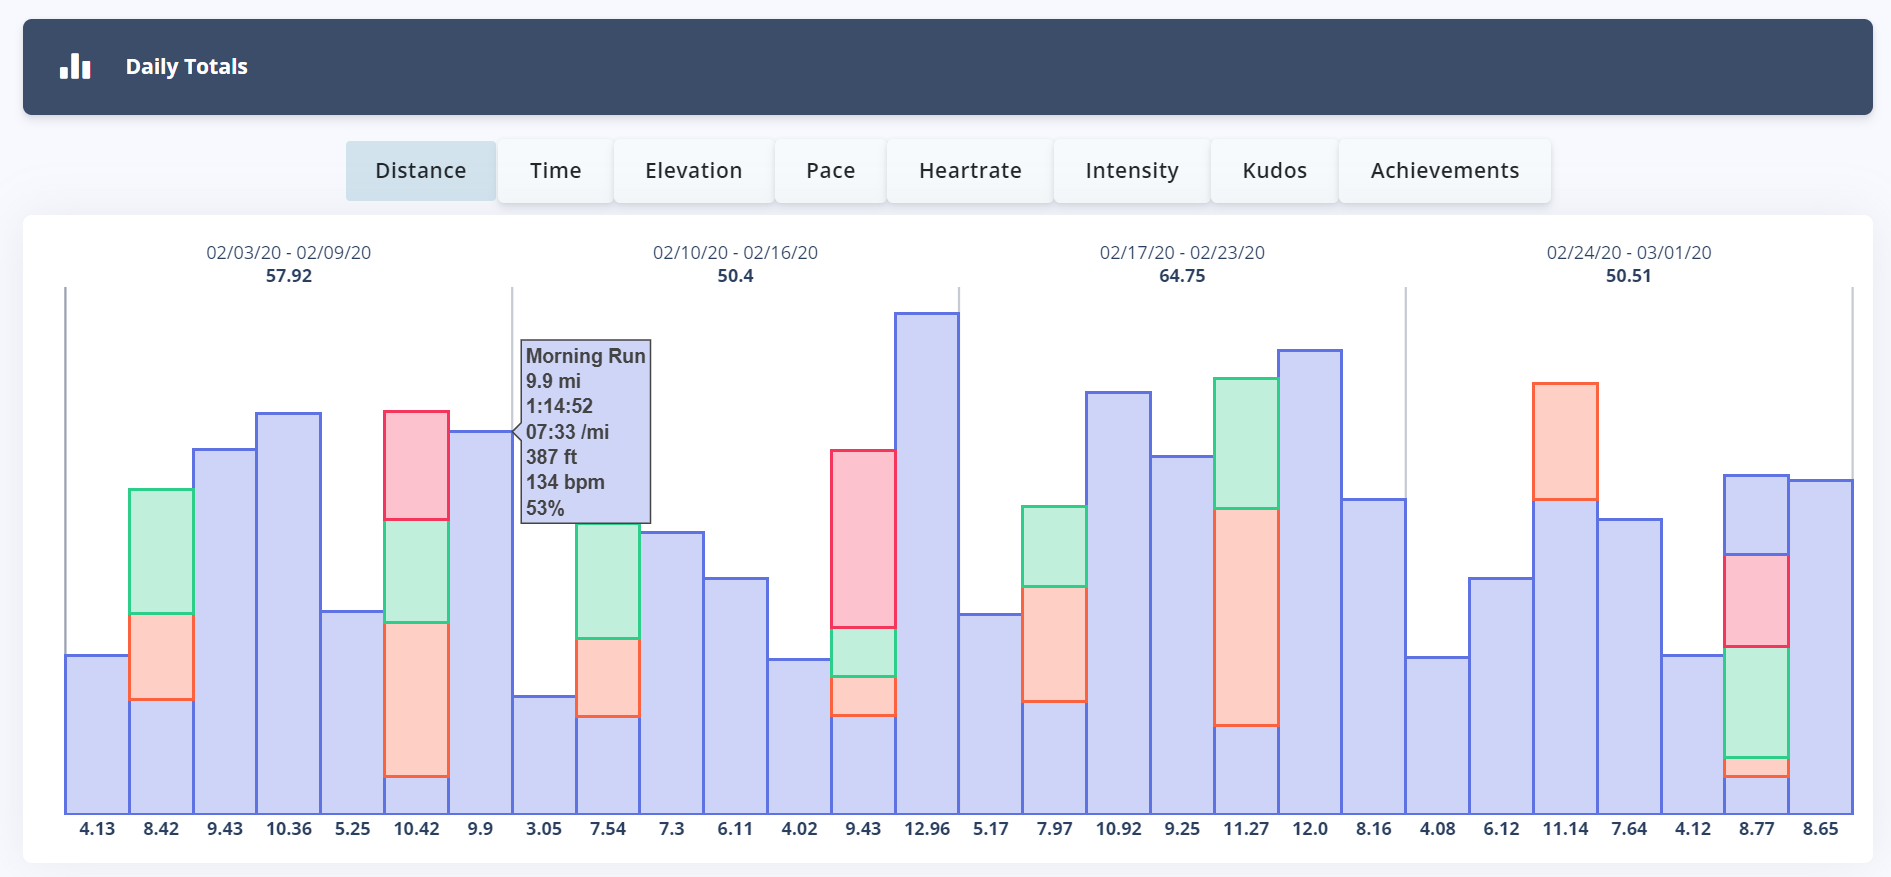 Daily Totals
Distance Time Elevation Pace Heartrate Intensity Kudos Achievements
02/03/20 - 02/09/20 02/10/20 - 02/16/20 02/17/20 - 02/23/20 02/24/20 - 03/01/20
57.92 50.4 64.75 50.51
Morning Run
9.9 mi
1:14:52
07:33 /mi
387 ft
134 bpm
53%
4.13 8.42 9.43 10.36 5.25 10.42 9.9 3.05 7.54 7.3 6.11 4.02 9.43 12.96 5.17 7.97 10.92 9.25 11.27 12.0 8.16 4.08 6.12 11.14 7.64 4.12 8.77 8.65